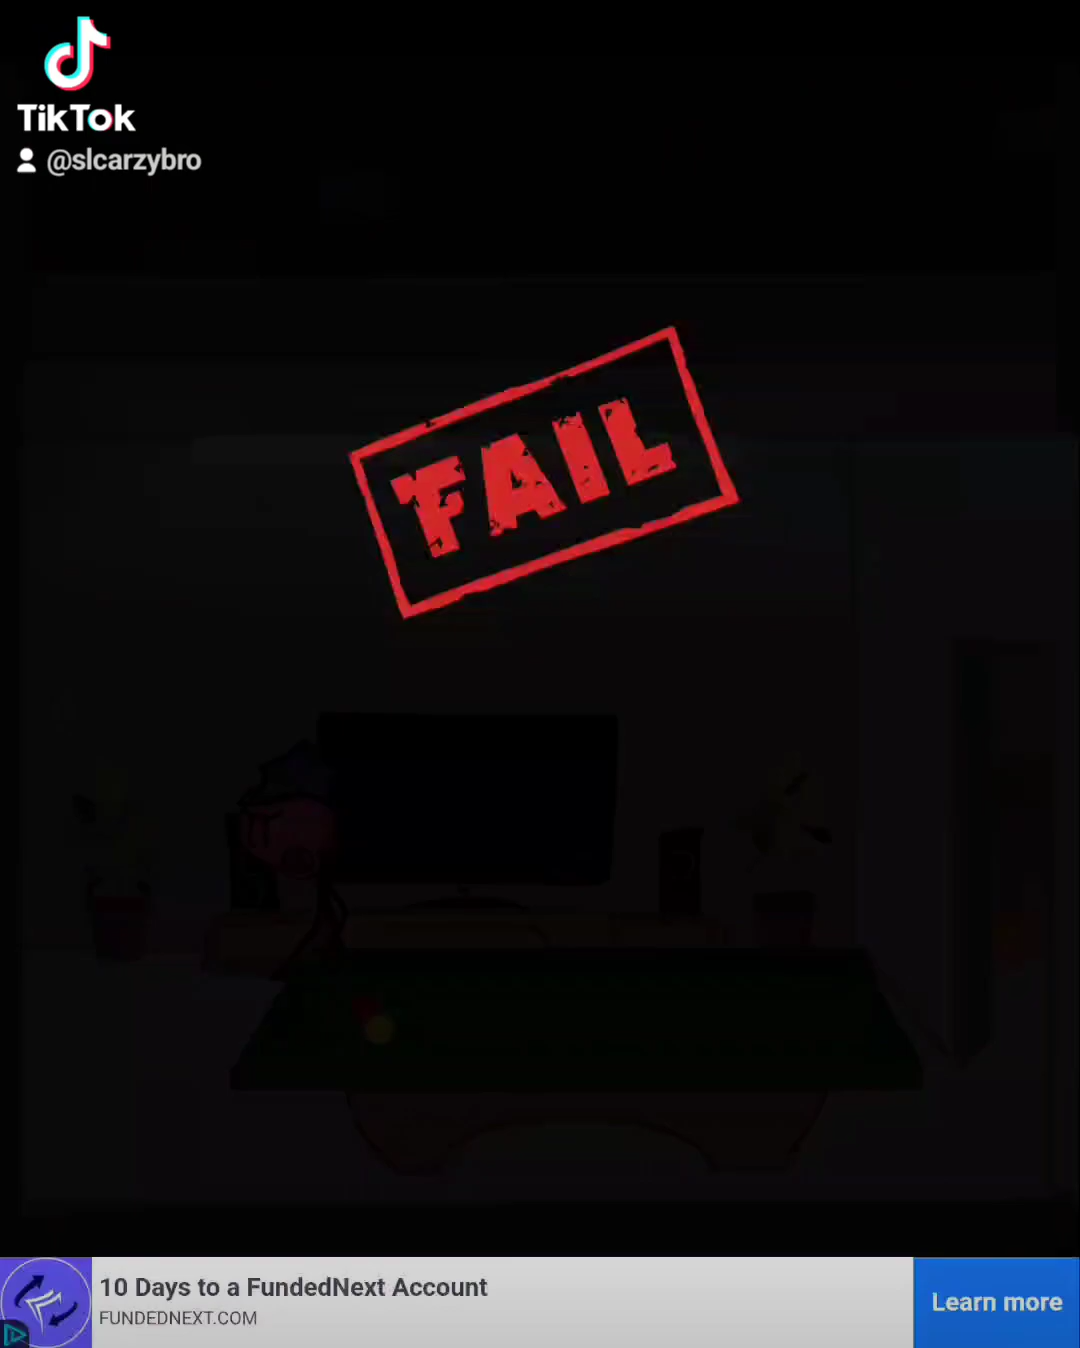 TikTok
@slcarzybro
FAIL
10 Days to a FundedNext Account
FUNDEDNEXT.COM
Learn more